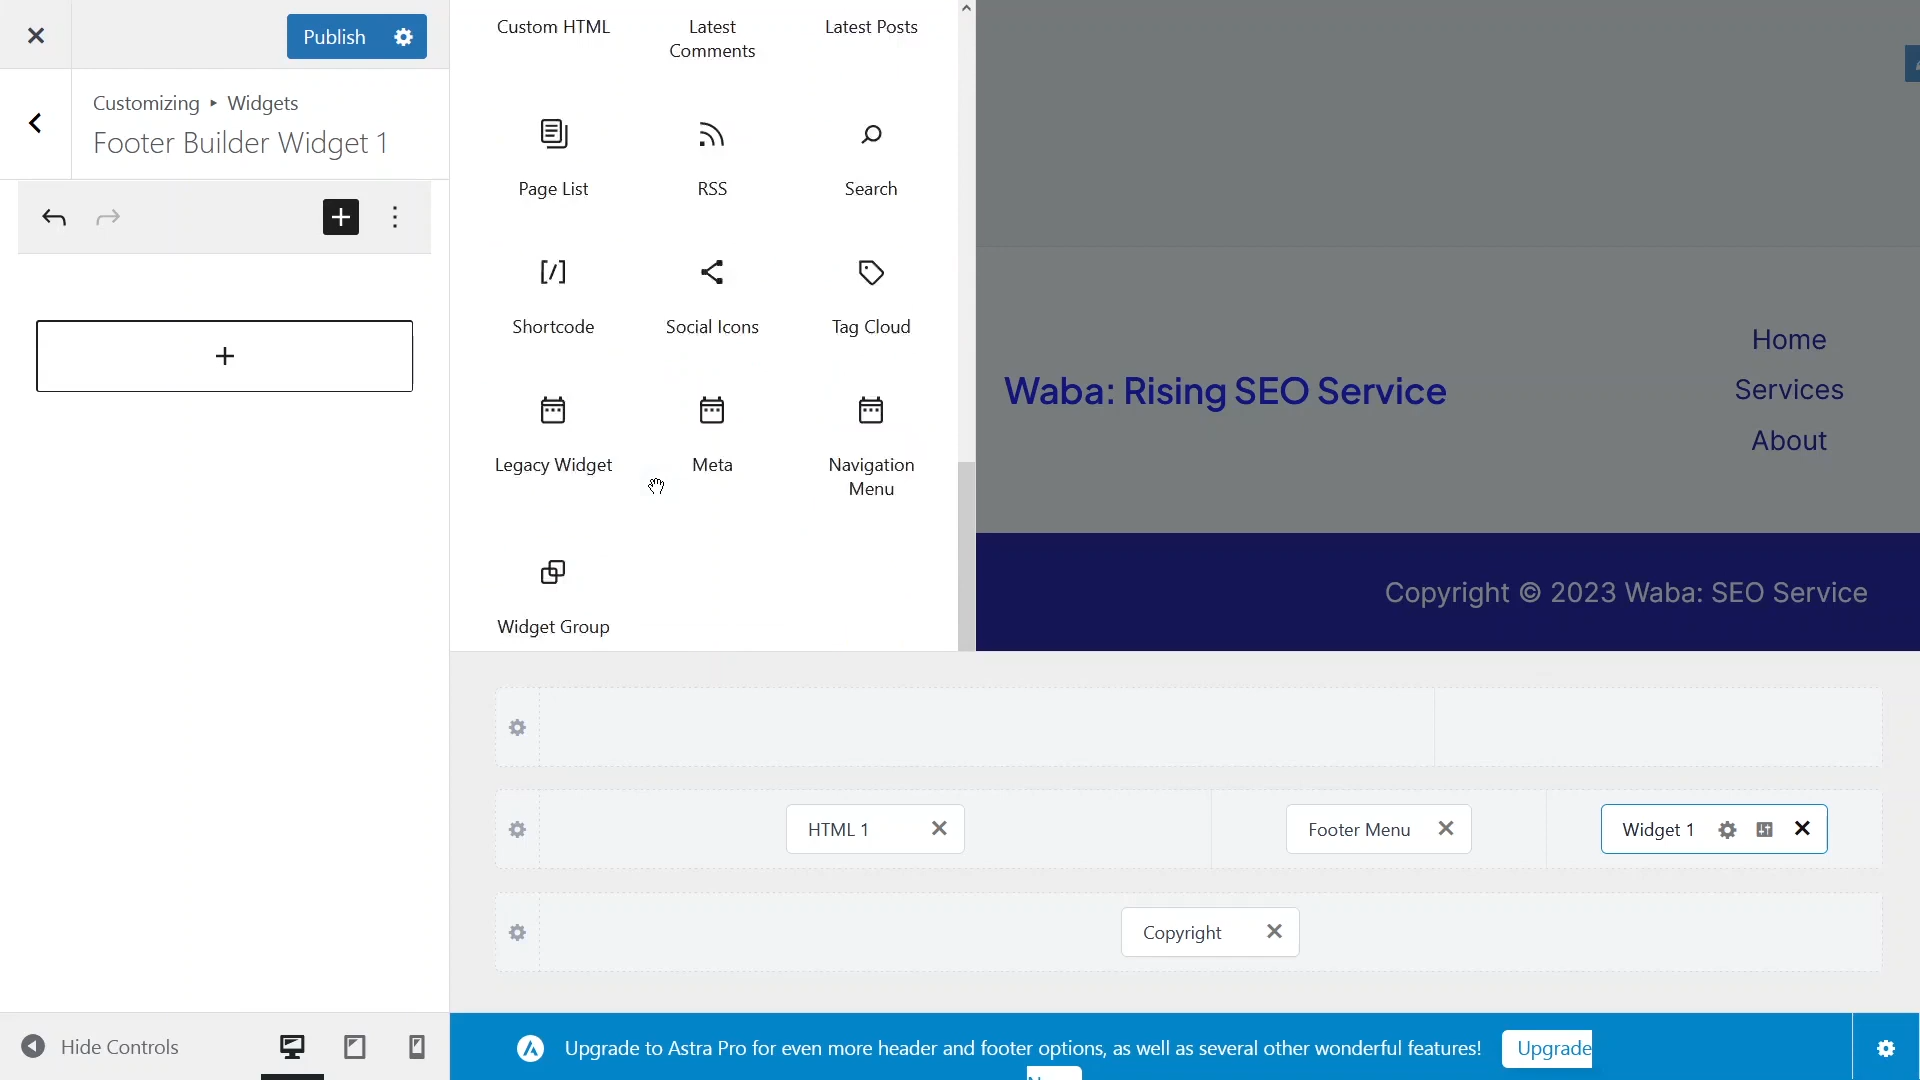 Publish
Customizing ▸ Widgets
Footer Builder Widget 1
Custom HTML
Latest
Comments
Latest Posts
Page List
RSS
Search
Shortcode
Social Icons
Tag Cloud
Legacy Widget
Meta
Navigation
Menu
Widget Group
Waba: Rising SEO Service
Home
Services
About
Copyright © 2023 Waba: SEO Service
HTML 1
Footer Menu
Widget 1
Copyright
Hide Controls
Upgrade to Astra Pro for even more header and footer options, as well as several other wonderful features!
Upgrade